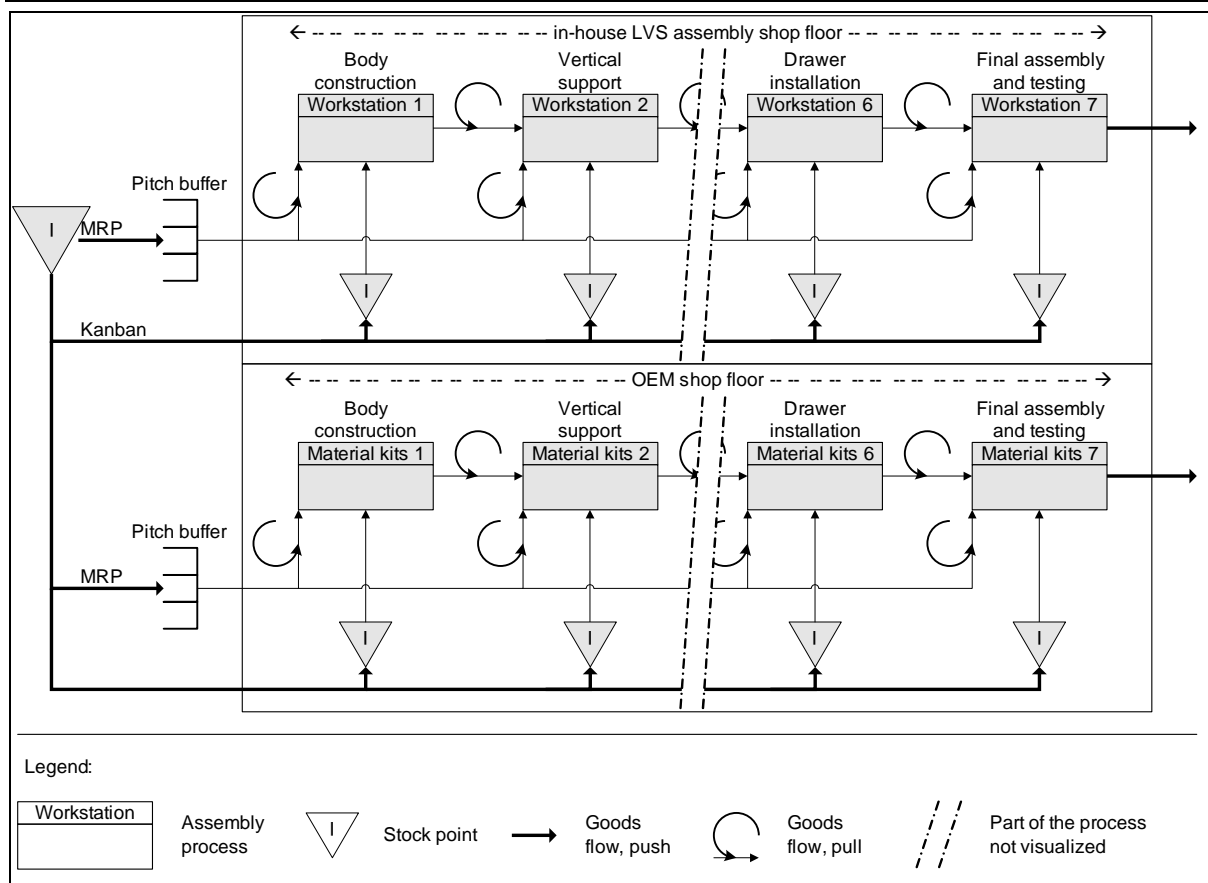 ← -- -- -- -- -- -- -- -- in-house LVS assembly shop floor -- -- -- -- -- -- -- -- →
Body construction
Vertical support
Drawer installation
Final assembly and testing
Workstation 1
Workstation 2
Workstation 6
Workstation 7
Pitch buffer
I
MRP
I
I
I
I
Kanban
← -- -- -- -- -- -- -- -- -- -- -- OEM shop floor -- -- -- -- -- -- -- -- -- -- -- →
Body construction
Vertical support
Drawer installation
Final assembly and testing
Material kits 1
Material kits 2
Material kits 6
Material kits 7
Pitch buffer
MRP
I
I
I
I
Legend:
Workstation
Assembly process
I
Stock point
Goods flow, push
Goods flow, pull
Part of the process not visualized